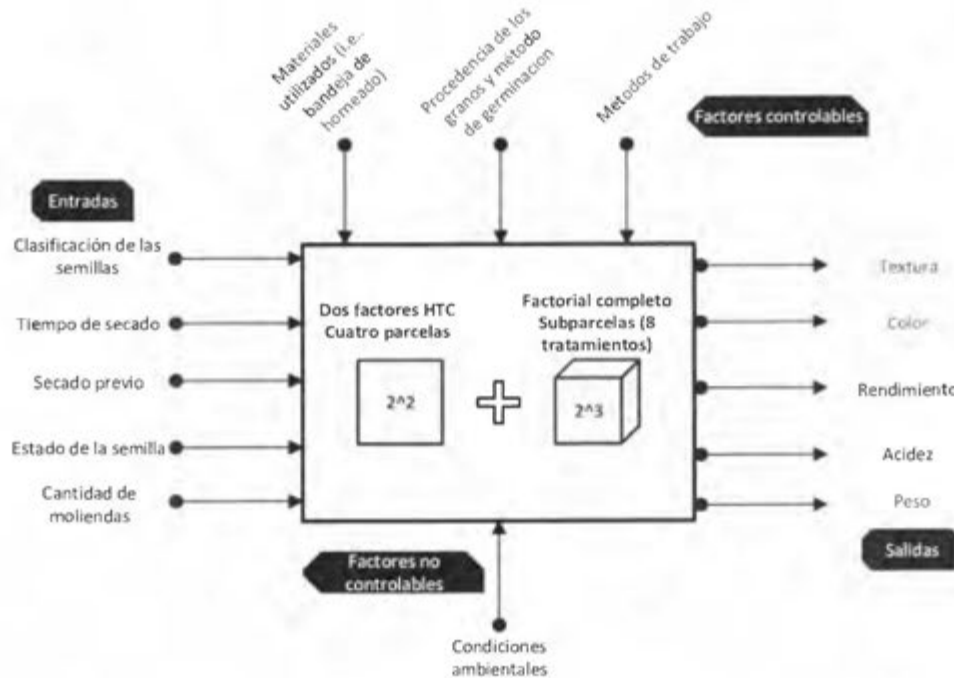 Materiales
utilizados (i.e..
bandeja de
horneado)
Procedencia de los
granos y método
de germinacion
Metodos de trabajo
Factores controlables
Entradas
Clasificación de las
semillas
Tiempo de secado
Secado previo
Estado de la semilla
Cantidad de
moliendas
Dos factores HTC
Cuatro parcelas
2^2
Factorial completo
Subparcelas (8
tratamientos)
2^3
Textura
Color
Rendimiento
Acidez
Peso
Salidas
Factores no
controlables
Condiciones
ambientales